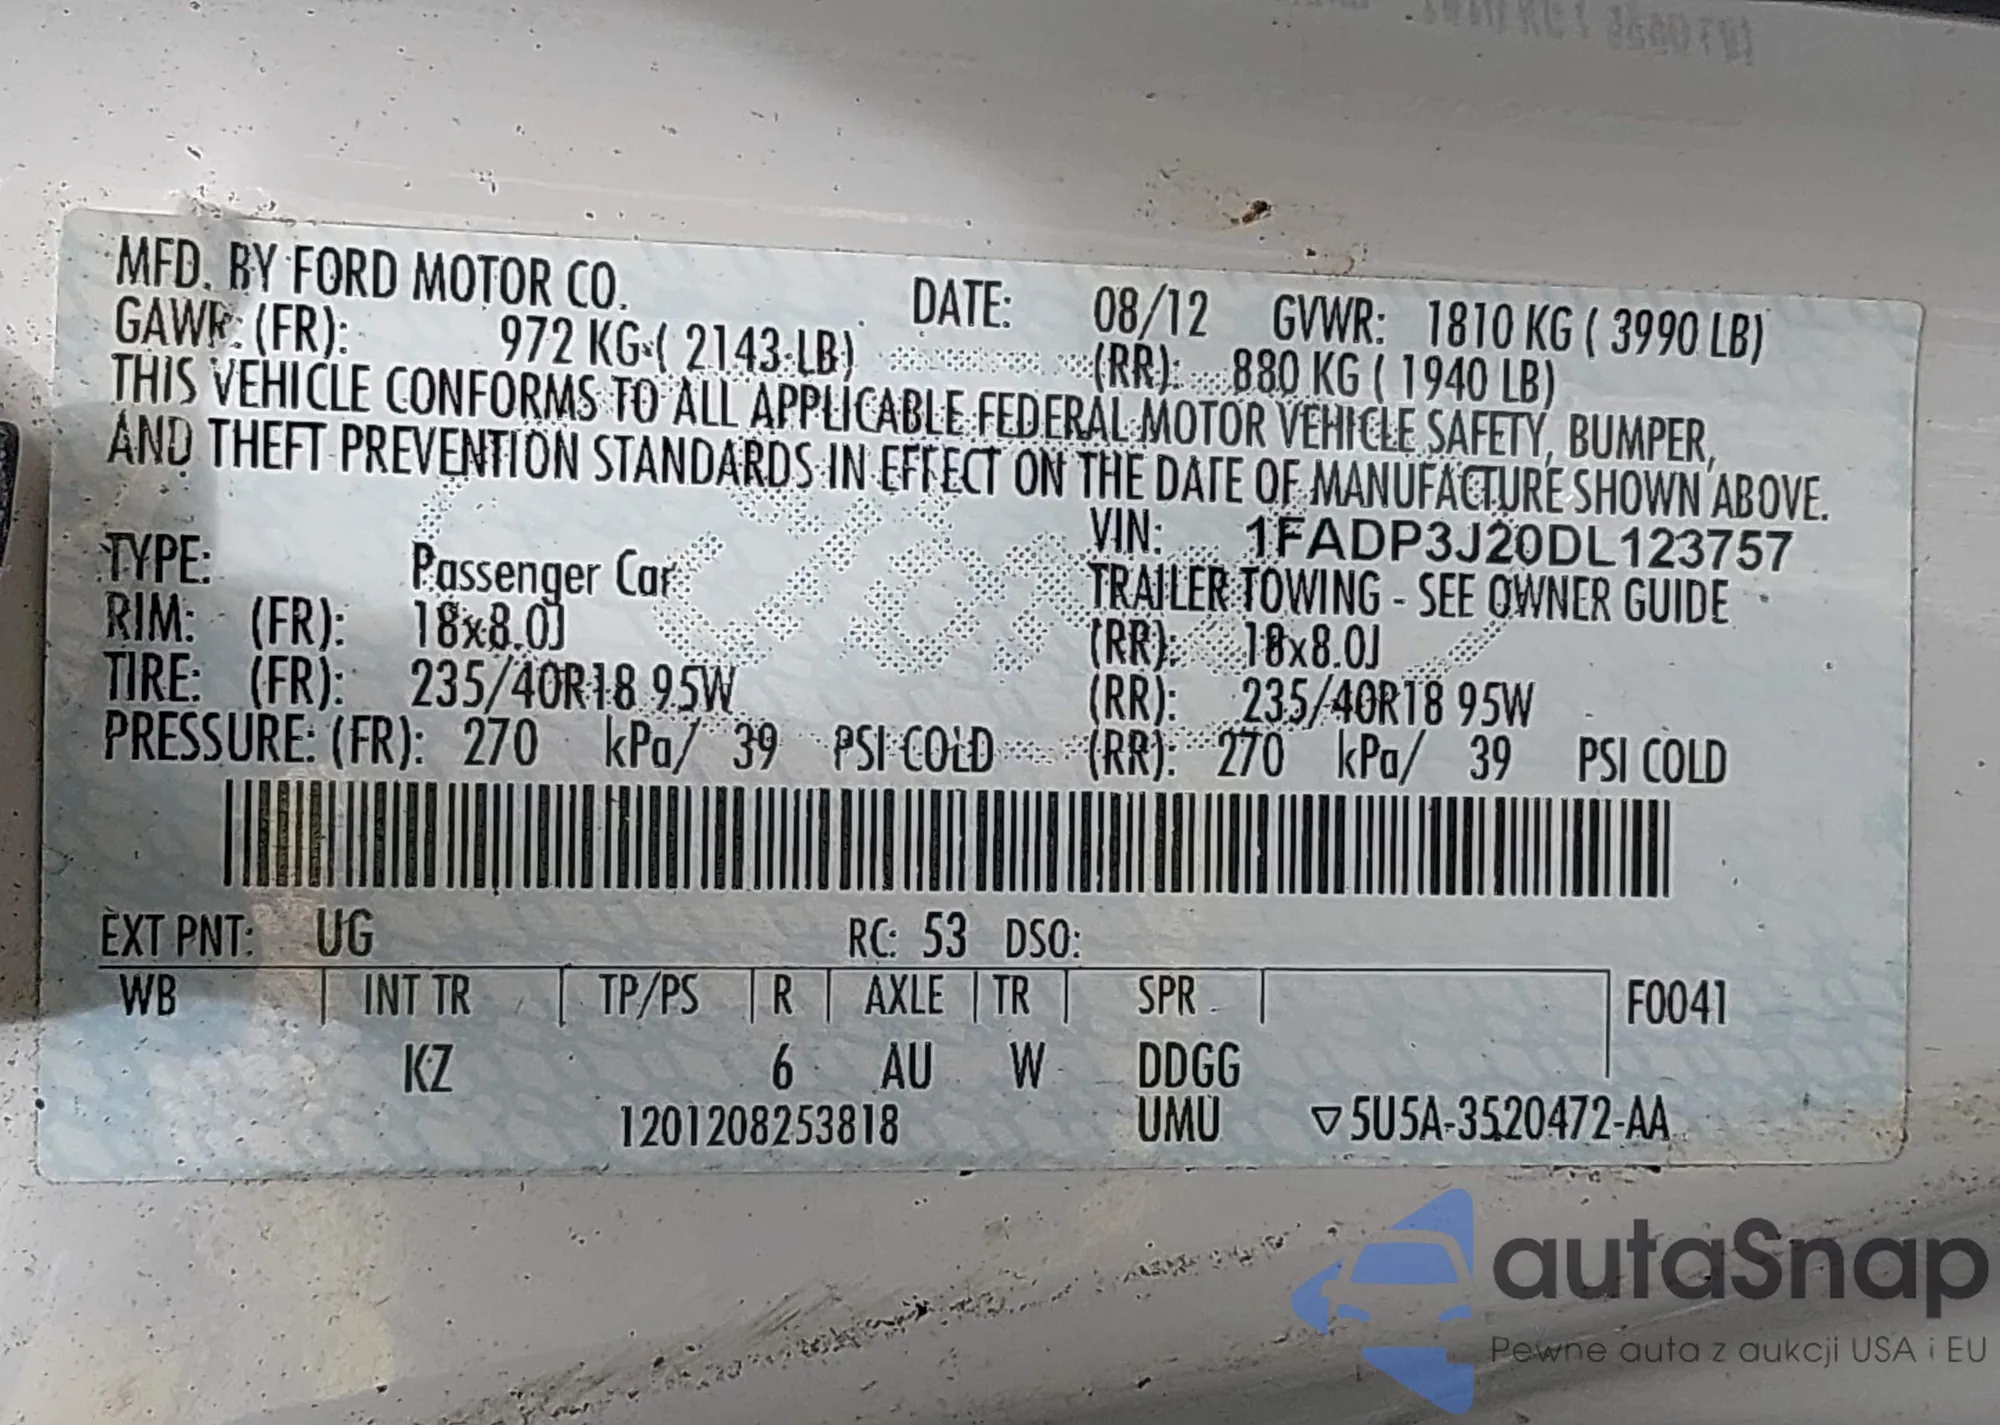 MFD. BY FORD MOTOR CO. DATE: 08/12 GVWR: 1810 KG ( 3990 LB)
GAWR: (FR): 972 KG ( 2143 LB) (RR): 880 KG ( 1940 LB)
THIS VEHICLE CONFORMS TO ALL APPLICABLE FEDERAL MOTOR VEHICLE SAFETY, BUMPER,
AND THEFT PREVENTION STANDARDS IN EFFECT ON THE DATE OF MANUFACTURE SHOWN ABOVE.
VIN: 1FADP3J20DL123757
TYPE: Passenger Car TRAILER TOWING - SEE OWNER GUIDE
RIM: (FR): 18x8.0J (RR): 18x8.0J
TIRE: (FR): 235/40R18 95W (RR): 235/40R18 95W
PRESSURE: (FR): 270 kPa/ 39 PSI COLD (RR): 270 kPa/ 39 PSI COLD
EXT PNT: UG RC: 53 DSO:
WB INT TR TP/PS R AXLE TR SPR F0041
KZ 6 AU W DDGG
1201208253818 UMU ▽5U5A-3520472-AA
autaSnap
Pewne auta z aukcji USA i EU